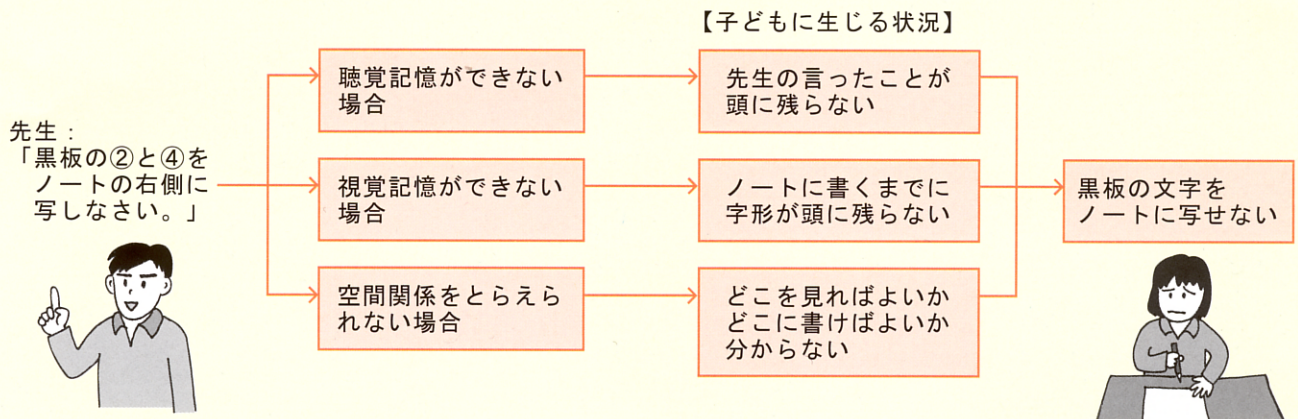 【子どもに生じる状況】
先生：
「黒板の②と④を
ノートの右側に
写しなさい。」
聴覚記憶ができない
場合
先生の言ったことが
頭に残らない
視覚記憶ができない
場合
ノートに書くまでに
字形が頭に残らない
空間関係をとらえら
れない場合
どこを見ればよいか
どこに書けばよいか
分からない
黒板の文字を
ノートに写せない